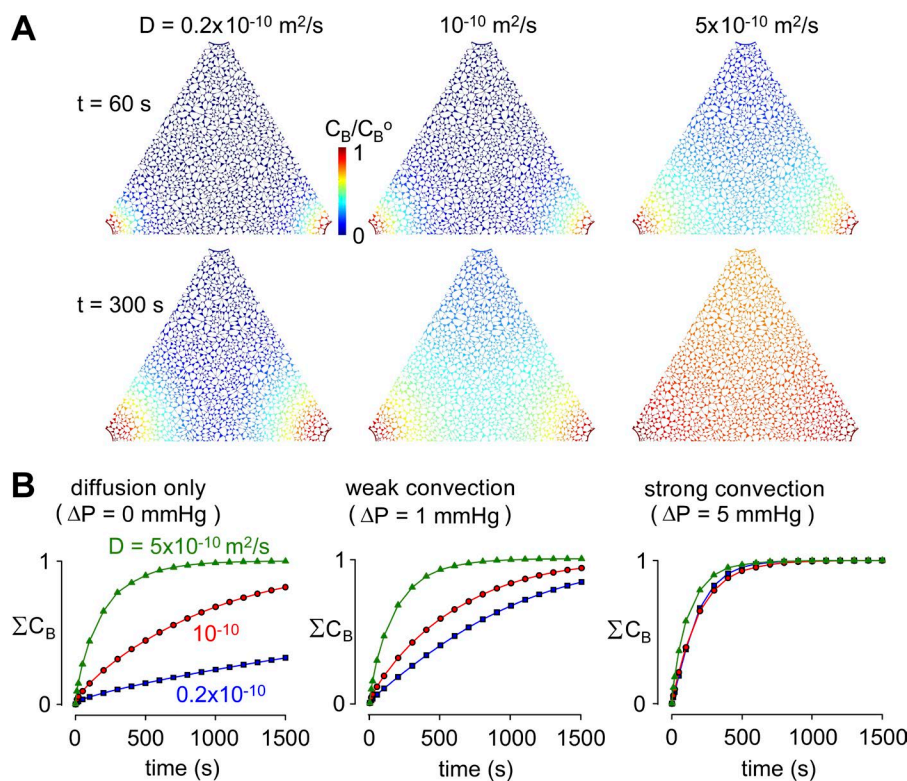 A
D = 0.2x10⁻¹⁰ m²/s 10⁻¹⁰ m²/s 5x10⁻¹⁰ m²/s
t = 60 s
C_B/C_B°
1
0
t = 300 s
B
diffusion only
( ΔP = 0 mmHg )
weak convection
( ΔP = 1 mmHg )
strong convection
( ΔP = 5 mmHg )
D = 5x10⁻¹⁰ m²/s
10⁻¹⁰
0.2x10⁻¹⁰
1
ΣC_B
0
0 500 1000 1500
time (s)
1
ΣC_B
0
0 500 1000 1500
time (s)
1
ΣC_B
0
0 500 1000 1500
time (s)